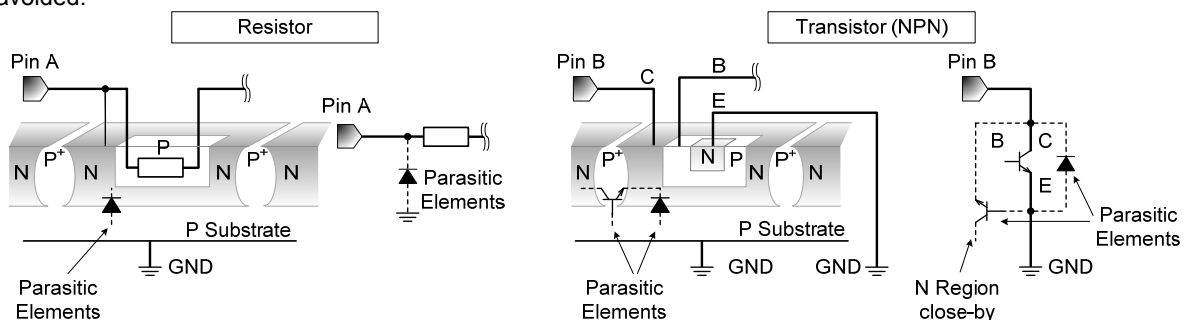 avoided.
Resistor
Transistor (NPN)
Pin A
Pin A
N P+ N P N P+ N
Parasitic
Elements
P Substrate
GND
Parasitic
Elements
Pin B
C
B
E
N P+ N P N P+ N
P Substrate
GND
GND
Parasitic
Elements
Pin B
B
C
E
Parasitic
Elements
GND
N Region
close-by